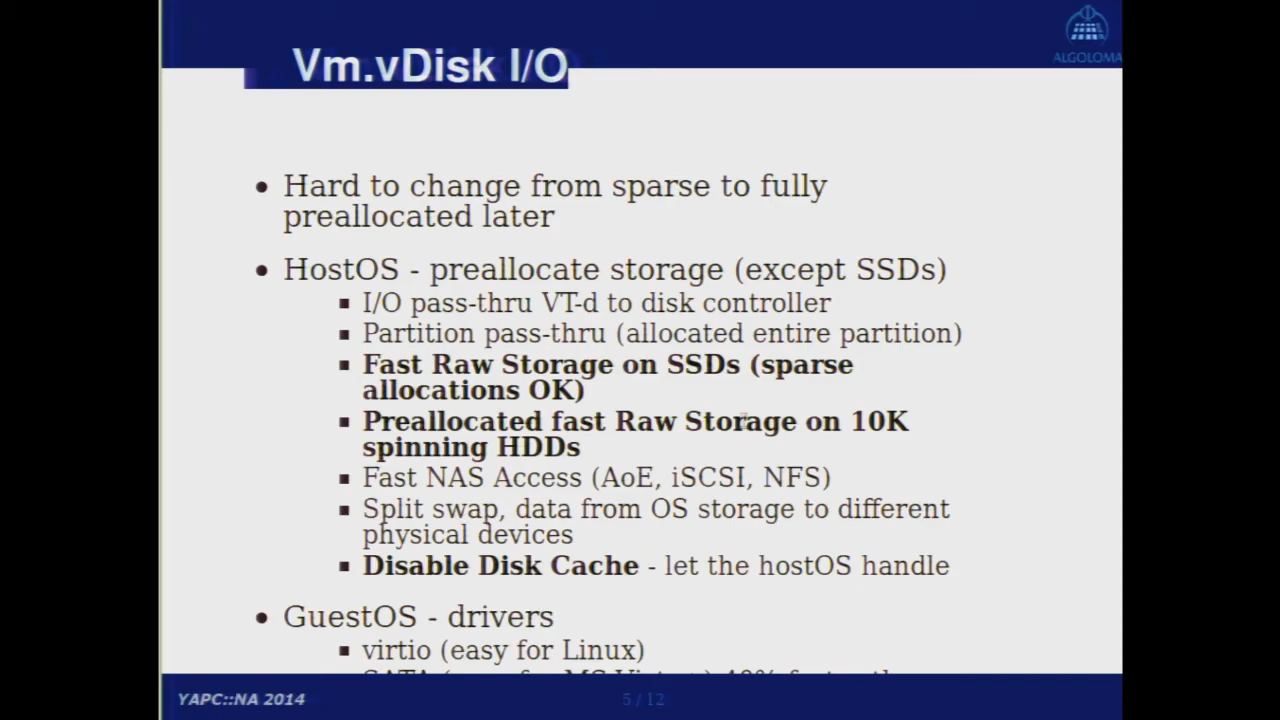 Vm.vDisk I/O
ALGOLOMA
• Hard to change from sparse to fully
preallocated later
• HostOS - preallocate storage (except SSDs)
▪ I/O pass-thru VT-d to disk controller
▪ Partition pass-thru (allocated entire partition)
▪ Fast Raw Storage on SSDs (sparse
allocations OK)
▪ Preallocated fast Raw Storage on 10K
spinning HDDs
▪ Fast NAS Access (AoE, iSCSI, NFS)
▪ Split swap, data from OS storage to different
physical devices
▪ Disable Disk Cache - let the hostOS handle
• GuestOS - drivers
▪ virtio (easy for Linux)
YAPC::NA 2014
5 / 12